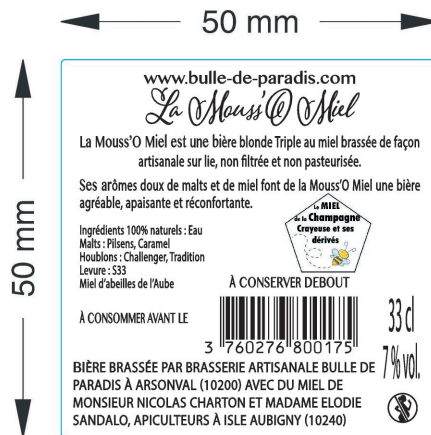 50 mm
50 mm
www.bulle-de-paradis.com
La Mouss'O Miel
La Mouss'O Miel est une bière blonde Triple au miel brassée de façon
artisanale sur lie, non filtrée et non pasteurisée.
Ses arômes doux de malts et de miel font de la Mouss'O Miel une bière
agréable, apaisante et réconfortante.
Le MIEL
de la Champagne
Crayeuse et ses
dérivés
Ingrédients 100% naturels : Eau
Malts : Pilsens, Caramel
Houblons : Challenger, Tradition
Levure : S33
Miel d'abeilles de l'Aube
À CONSERVER DEBOUT
À CONSOMMER AVANT LE
3 760276 800175
33 cl
7% vol.
BIÈRE BRASSÉE PAR BRASSERIE ARTISANALE BULLE DE
PARADIS À ARSONVAL (10200) AVEC DU MIEL DE
MONSIEUR NICOLAS CHARTON ET MADAME ELODIE
SANDALO, APICULTEURS À ISLE AUBIGNY (10240)